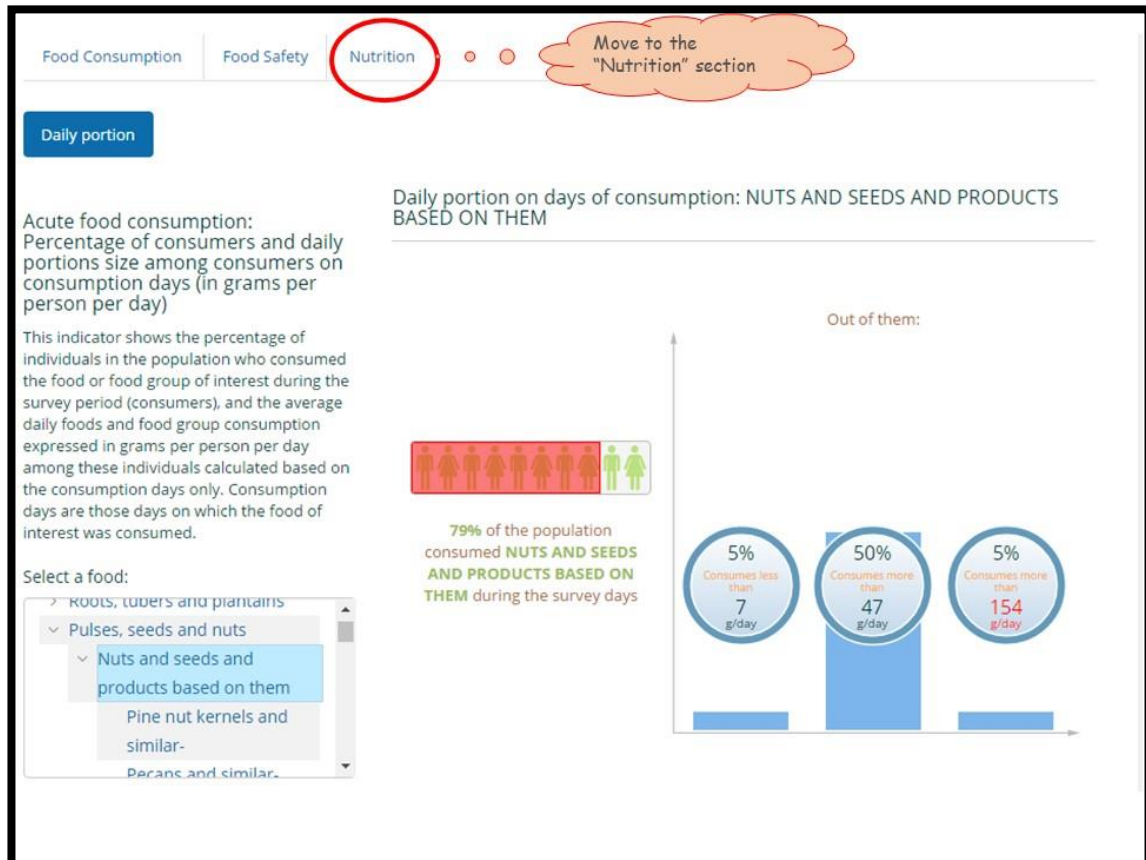 Food Consumption
Food Safety
Nutrition
Move to the
“Nutrition” section
Daily portion
Acute food consumption:
Percentage of consumers and daily
portions size among consumers on
consumption days (in grams per
person per day)
This indicator shows the percentage of
individuals in the population who consumed
the food or food group of interest during the
survey period (consumers), and the average
daily foods and food group consumption
expressed in grams per person per day
among these individuals calculated based on
the consumption days only. Consumption
days are those days on which the food of
interest was consumed.
Select a food:
Roots, tubers and plantains
Pulses, seeds and nuts
Nuts and seeds and
products based on them
Pine nut kernels and
similar-
Pecans and similar-
Daily portion on days of consumption: NUTS AND SEEDS AND PRODUCTS
BASED ON THEM
79% of the population
consumed NUTS AND SEEDS
AND PRODUCTS BASED ON
THEM during the survey days
Out of them:
5%
Consumes less
than
7
g/day
50%
Consumes more
than
47
g/day
5%
Consumes more
than
154
g/day